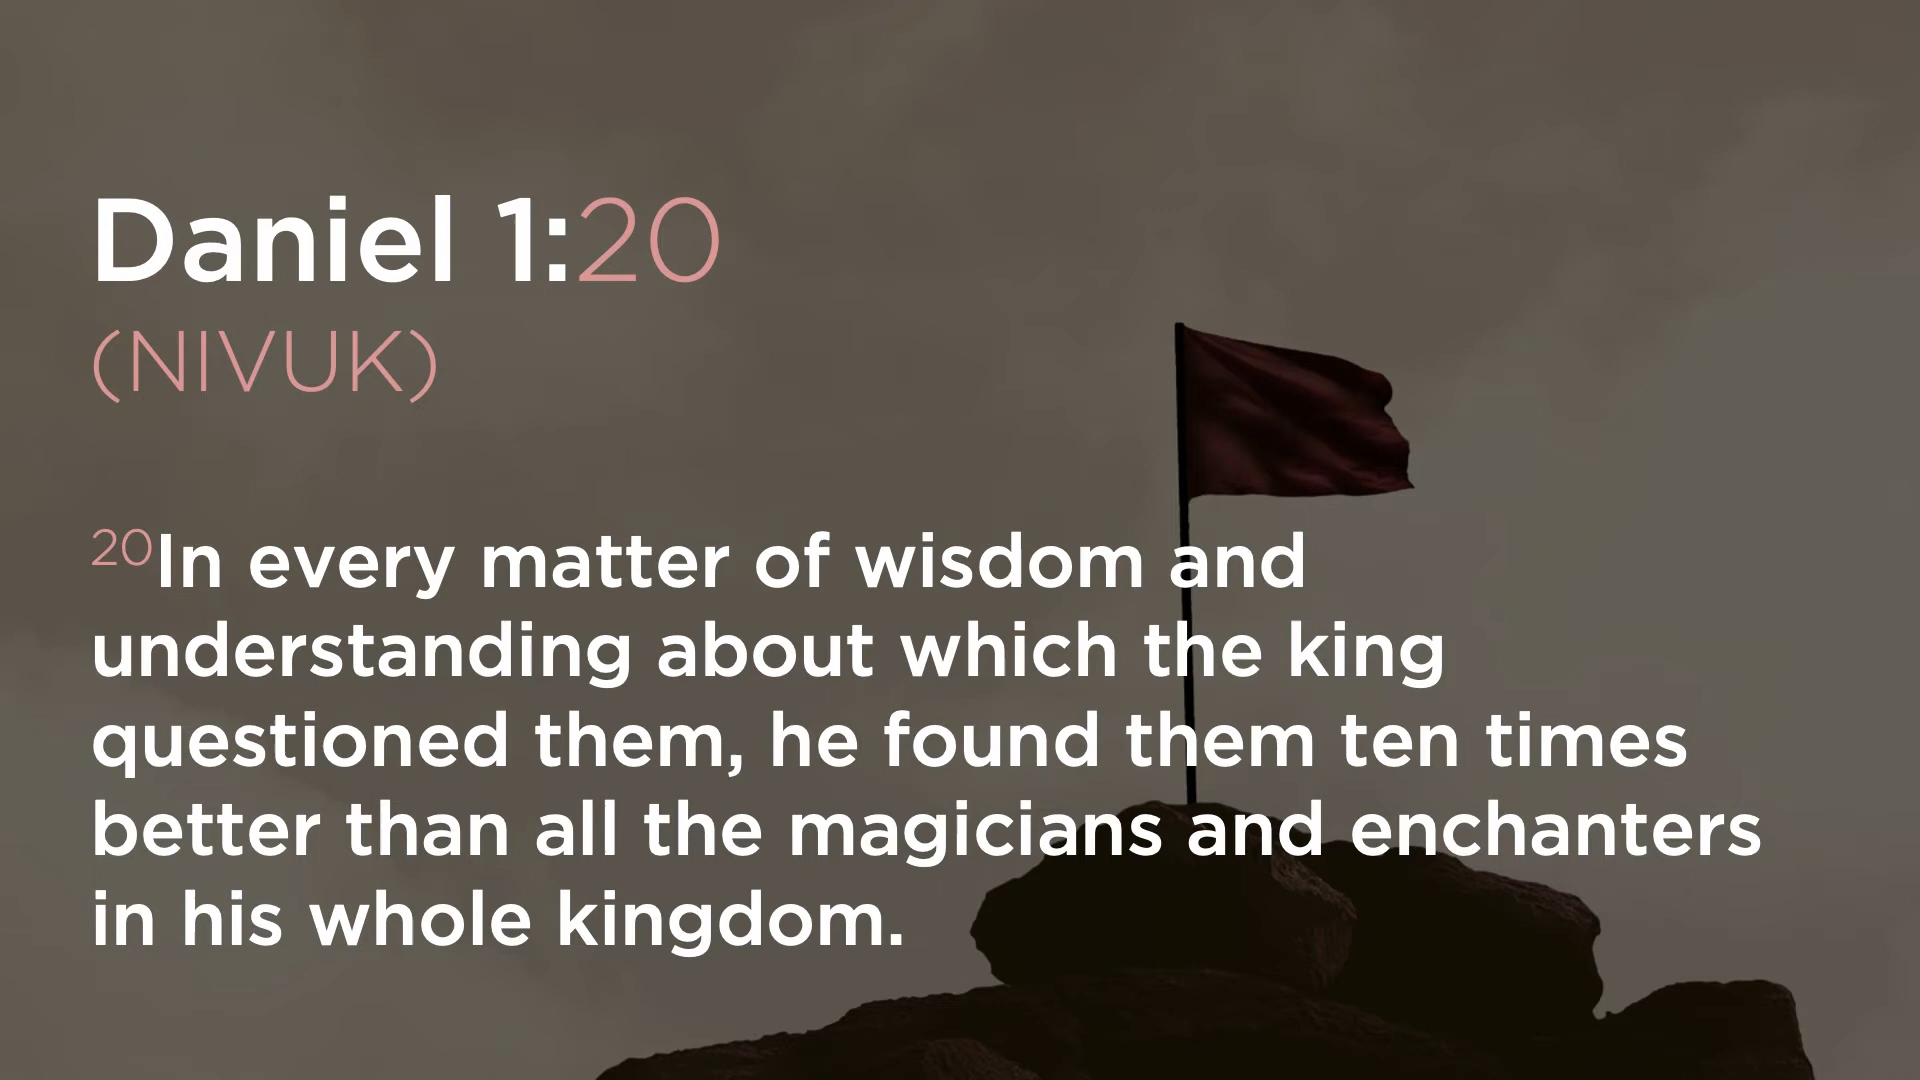 Daniel 1:20
(NIVUK)
20In every matter of wisdom and
understanding about which the king
questioned them, he found them ten times
better than all the magicians and enchanters
in his whole kingdom.